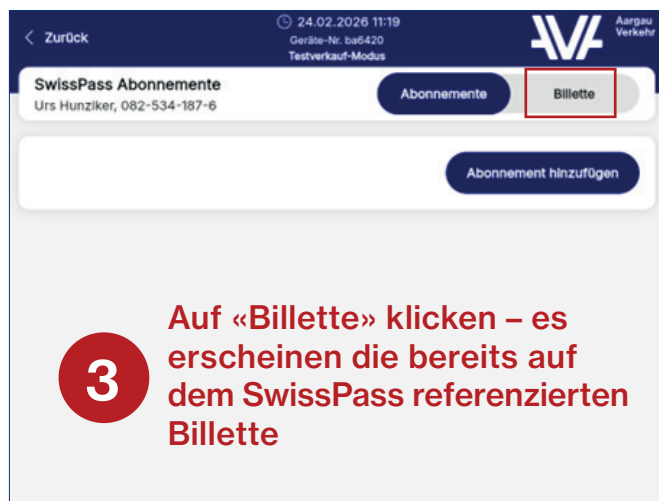 Zurück
24.02.2026 11:19
Geräte-Nr. ba6420
Testverkauf-Modus
Aargau
Verkehr
SwissPass Abonnemente
Urs Hunziker, 082-534-187-6
Abonnemente
Billette
Abonnement hinzufügen
3
Auf «Billette» klicken – es
erscheinen die bereits auf
dem SwissPass referenzierten
Billette